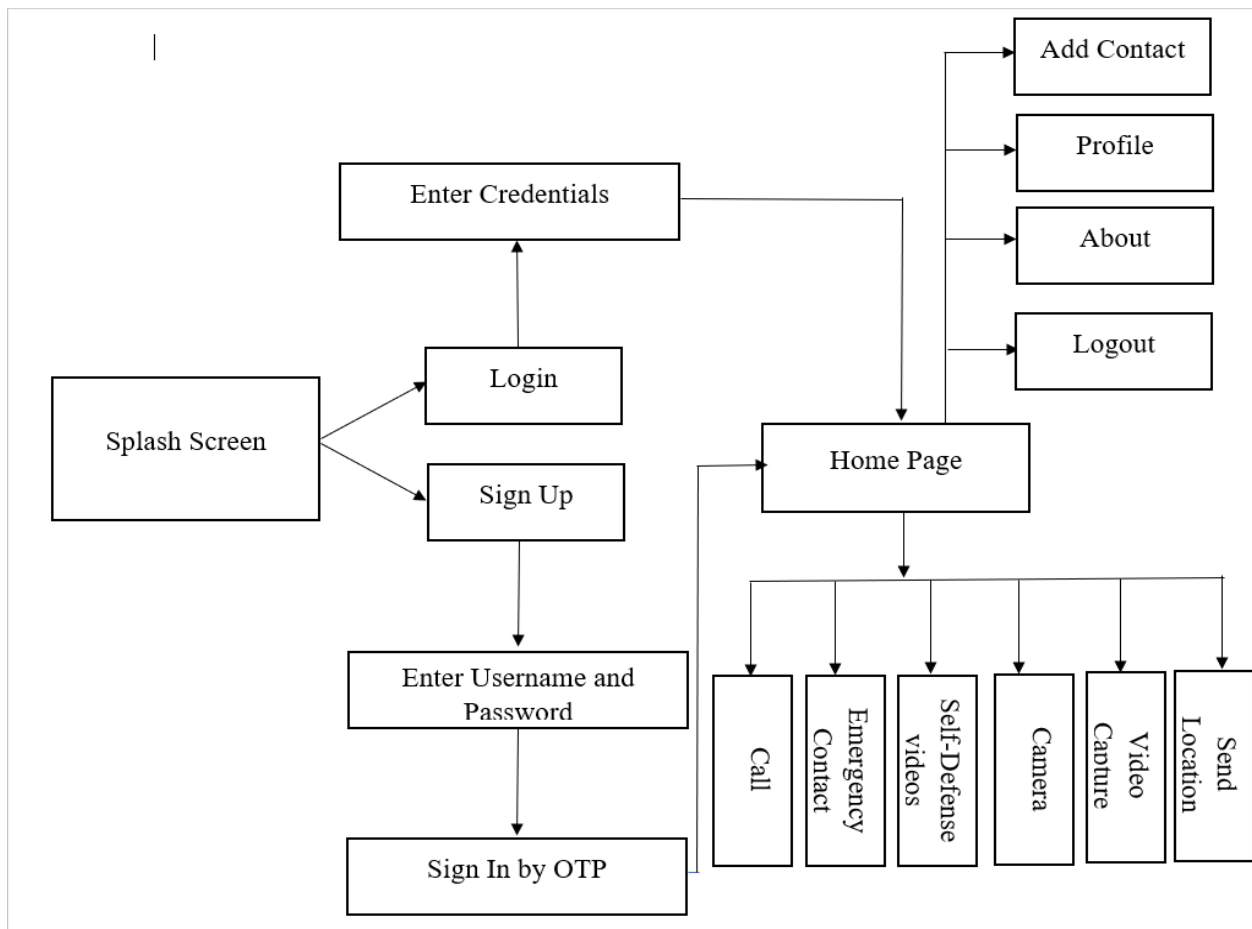 Add Contact
Profile
Enter Credentials
About
Logout
Login
Splash Screen
Home Page
Sign Up
Enter Username and
Password
Sign In by OTP
Call
Emergency
Contact
Self-Defense
videos
Camera
Video
Capture
Send
Location